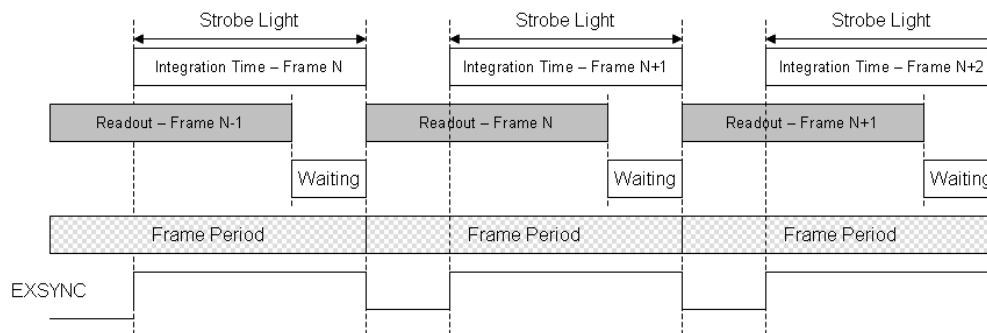 Strobe Light Strobe Light Strobe Light
Integration Time – Frame N Integration Time – Frame N+1 Integration Time – Frame N+2
Readout – Frame N-1 Readout – Frame N Readout – Frame N+1
Waiting Waiting Waiting
Frame Period Frame Period Frame Period
EXSYNC